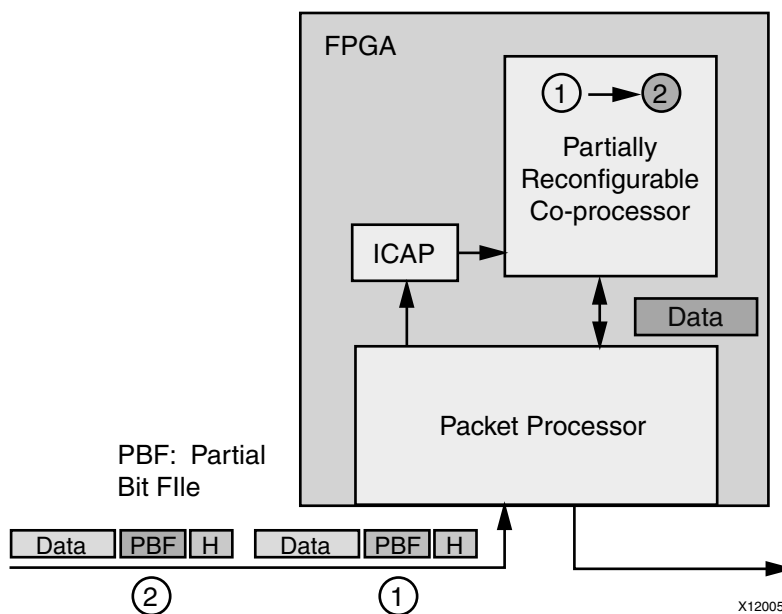 FPGA
1 2
Partially
Reconfigurable
Co-processor
ICAP
Data
Packet Processor
PBF: Partial
Bit FIle
Data PBF H Data PBF H
2 1
X12005